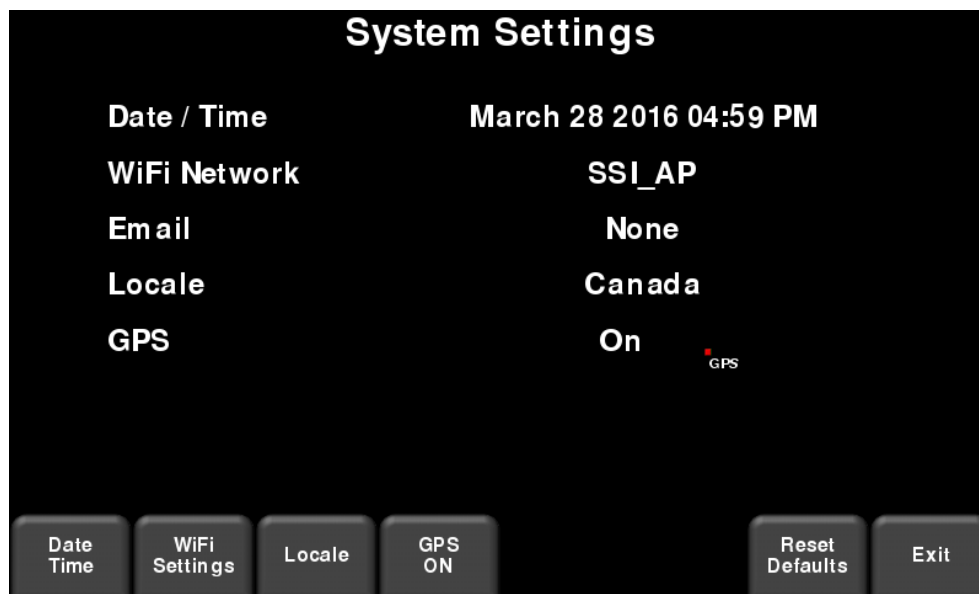 System Settings
Date / Time March 28 2016 04:59 PM
WiFi Network SSI_AP
Email None
Locale Canada
GPS On
GPS
Date Time
WiFi Settings
Locale
GPS ON
Reset Defaults
Exit